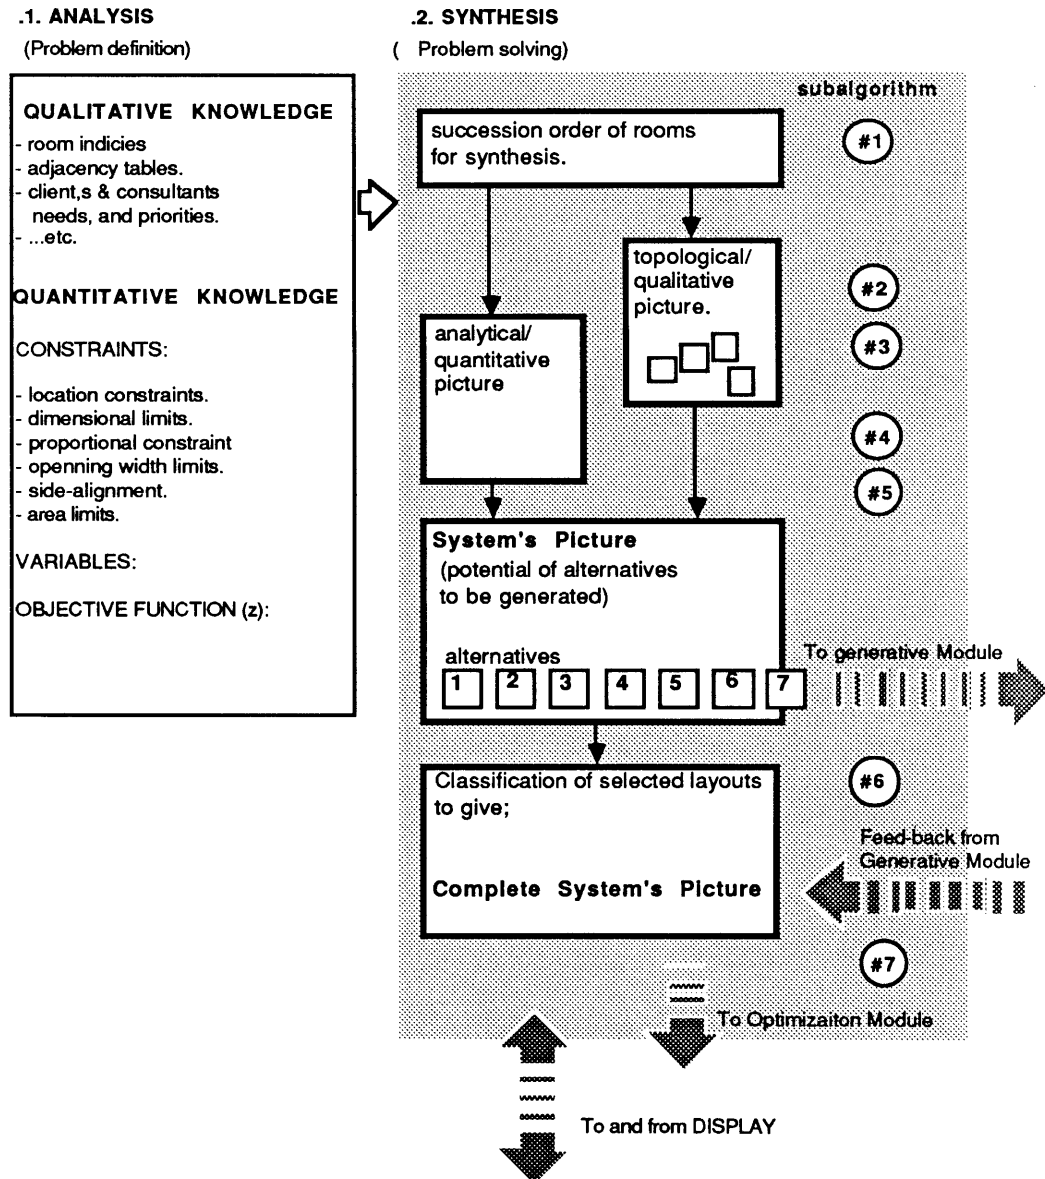 .1. ANALYSIS
(Problem definition)
QUALITATIVE KNOWLEDGE
- room indicies
- adjacency tables.
- client,s & consultants
needs, and priorities.
- ...etc.
QUANTITATIVE KNOWLEDGE
CONSTRAINTS:
- location constraints.
- dimensional limits.
- proportional constraint
- openning width limits.
- side-alignment.
- area limits.
VARIABLES:
OBJECTIVE FUNCTION (z):
.2. SYNTHESIS
( Problem solving)
subalgorithm
succession order of rooms
for synthesis.
#1
topological/
qualitative
picture.
#2
#3
analytical/
quantitative
picture
#4
#5
System's Picture
(potential of alternatives
to be generated)
alternatives
1 2 3 4 5 6 7
To generative Module
Classification of selected layouts
to give;
Complete System's Picture
#6
Feed-back from
Generative Module
#7
To Optimizaiton Module
To and from DISPLAY